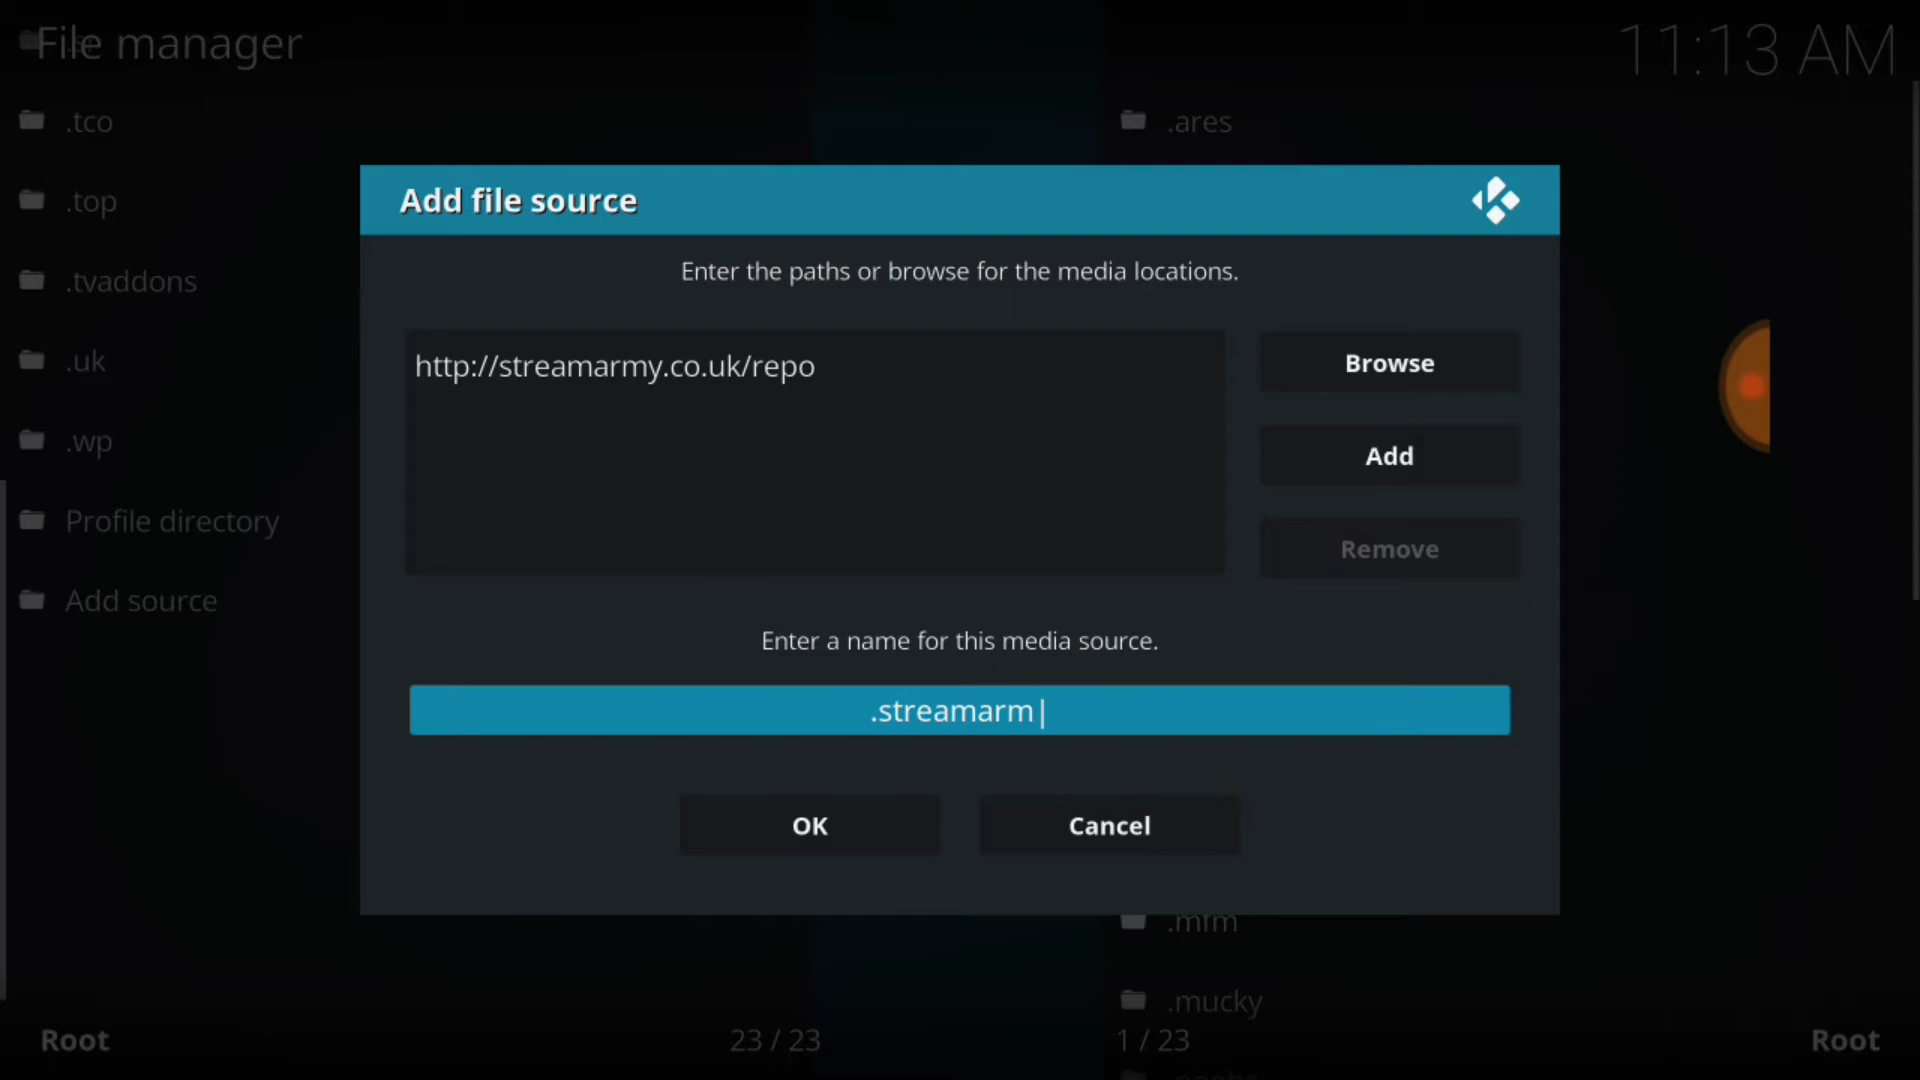 File manager
11:13 AM
.tco
.top
.tvaddons
.uk
.wp
Profile directory
Add source
.ares
Add file source
Enter the paths or browse for the media locations.
http://streamarmy.co.uk/repo
Browse
Add
Remove
Enter a name for this media source.
.streamarm|
OK
Cancel
.mfm
.mucky
Root
23 / 23
1 / 23
Root